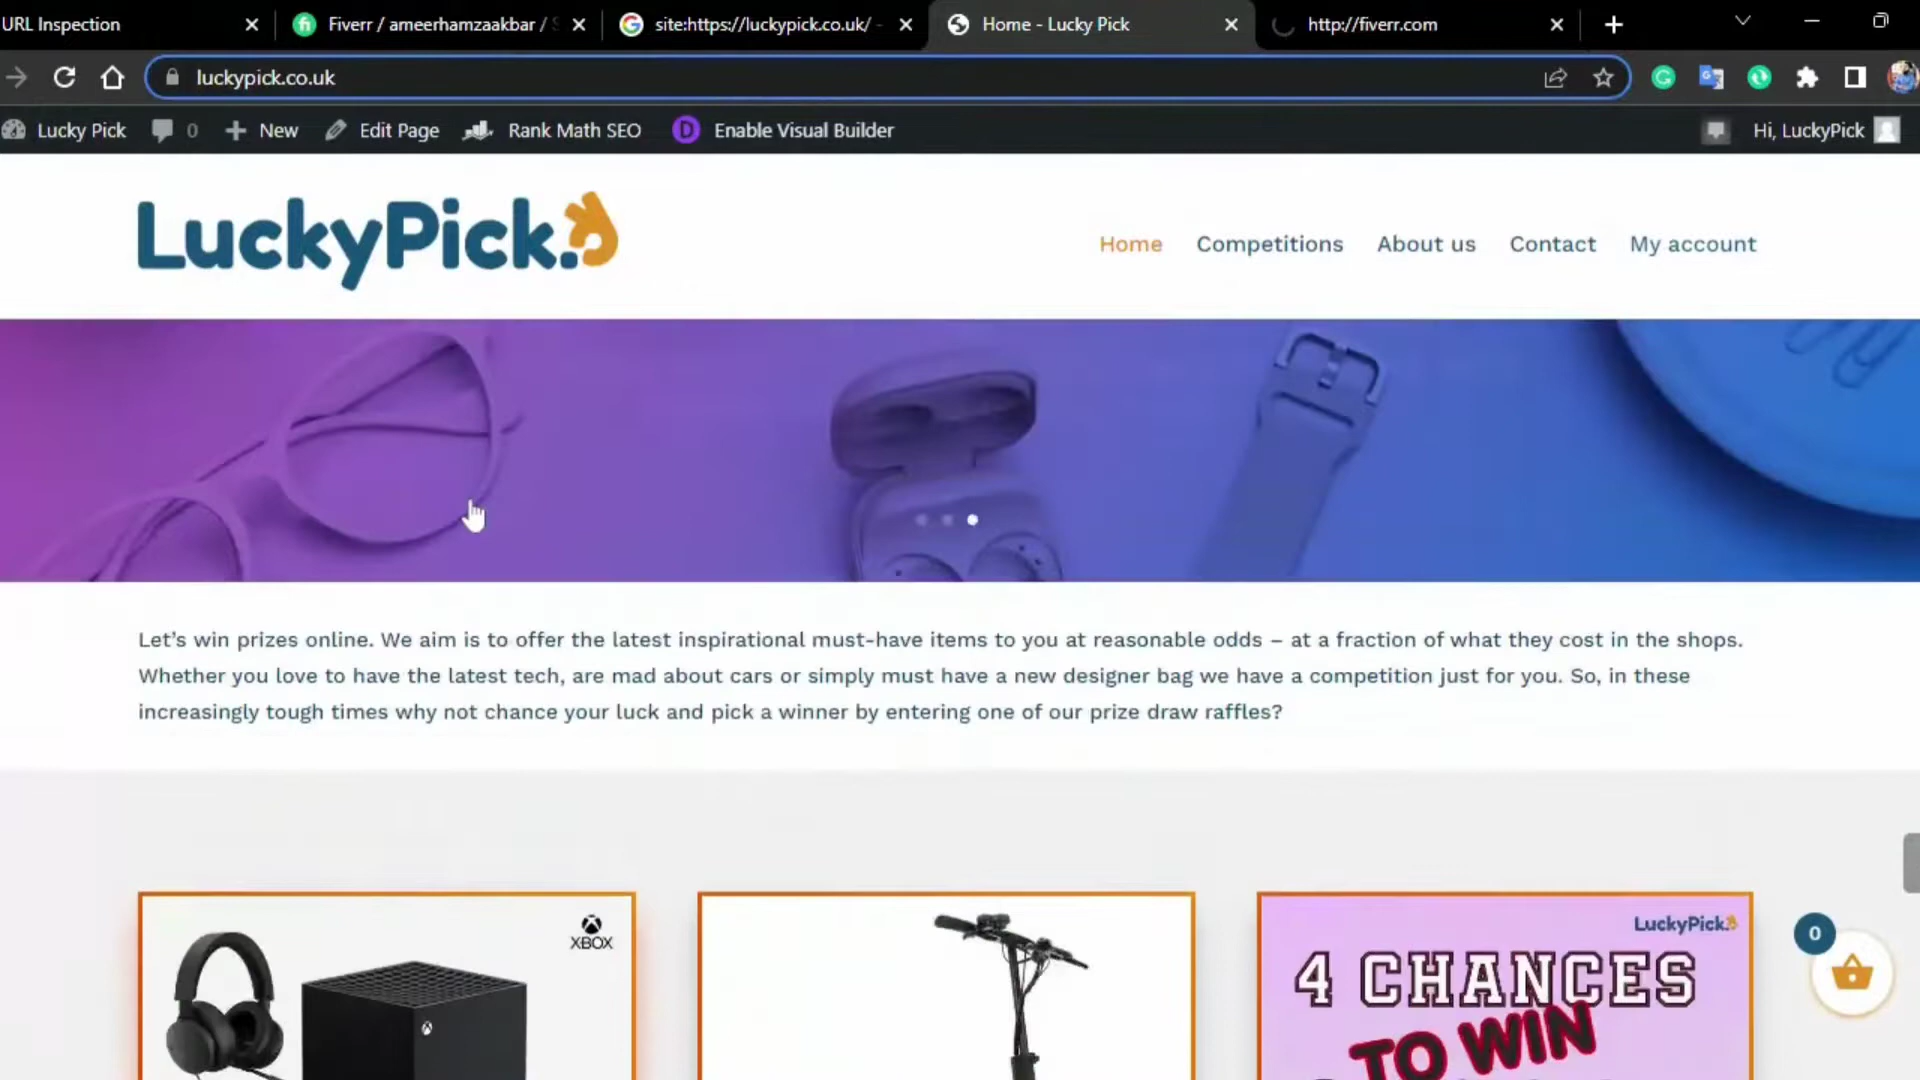 URL Inspection
Fiverr / ameerhamzaakbar / S
site:https://luckypick.co.uk/ -
Home - Lucky Pick
http://fiverr.com
luckypick.co.uk
Lucky Pick
0
New
Edit Page
Rank Math SEO
D
Enable Visual Builder
Hi, LuckyPick
LuckyPick.
Home
Competitions
About us
Contact
My account
Let’s win prizes online. We aim is to offer the latest inspirational must-have items to you at reasonable odds – at a fraction of what they cost in the shops.
Whether you love to have the latest tech, are mad about cars or simply must have a new designer bag we have a competition just for you. So, in these
increasingly tough times why not chance your luck and pick a winner by entering one of our prize draw raffles?
XBOX
LuckyPick.
4 CHANCES
TO WIN
0